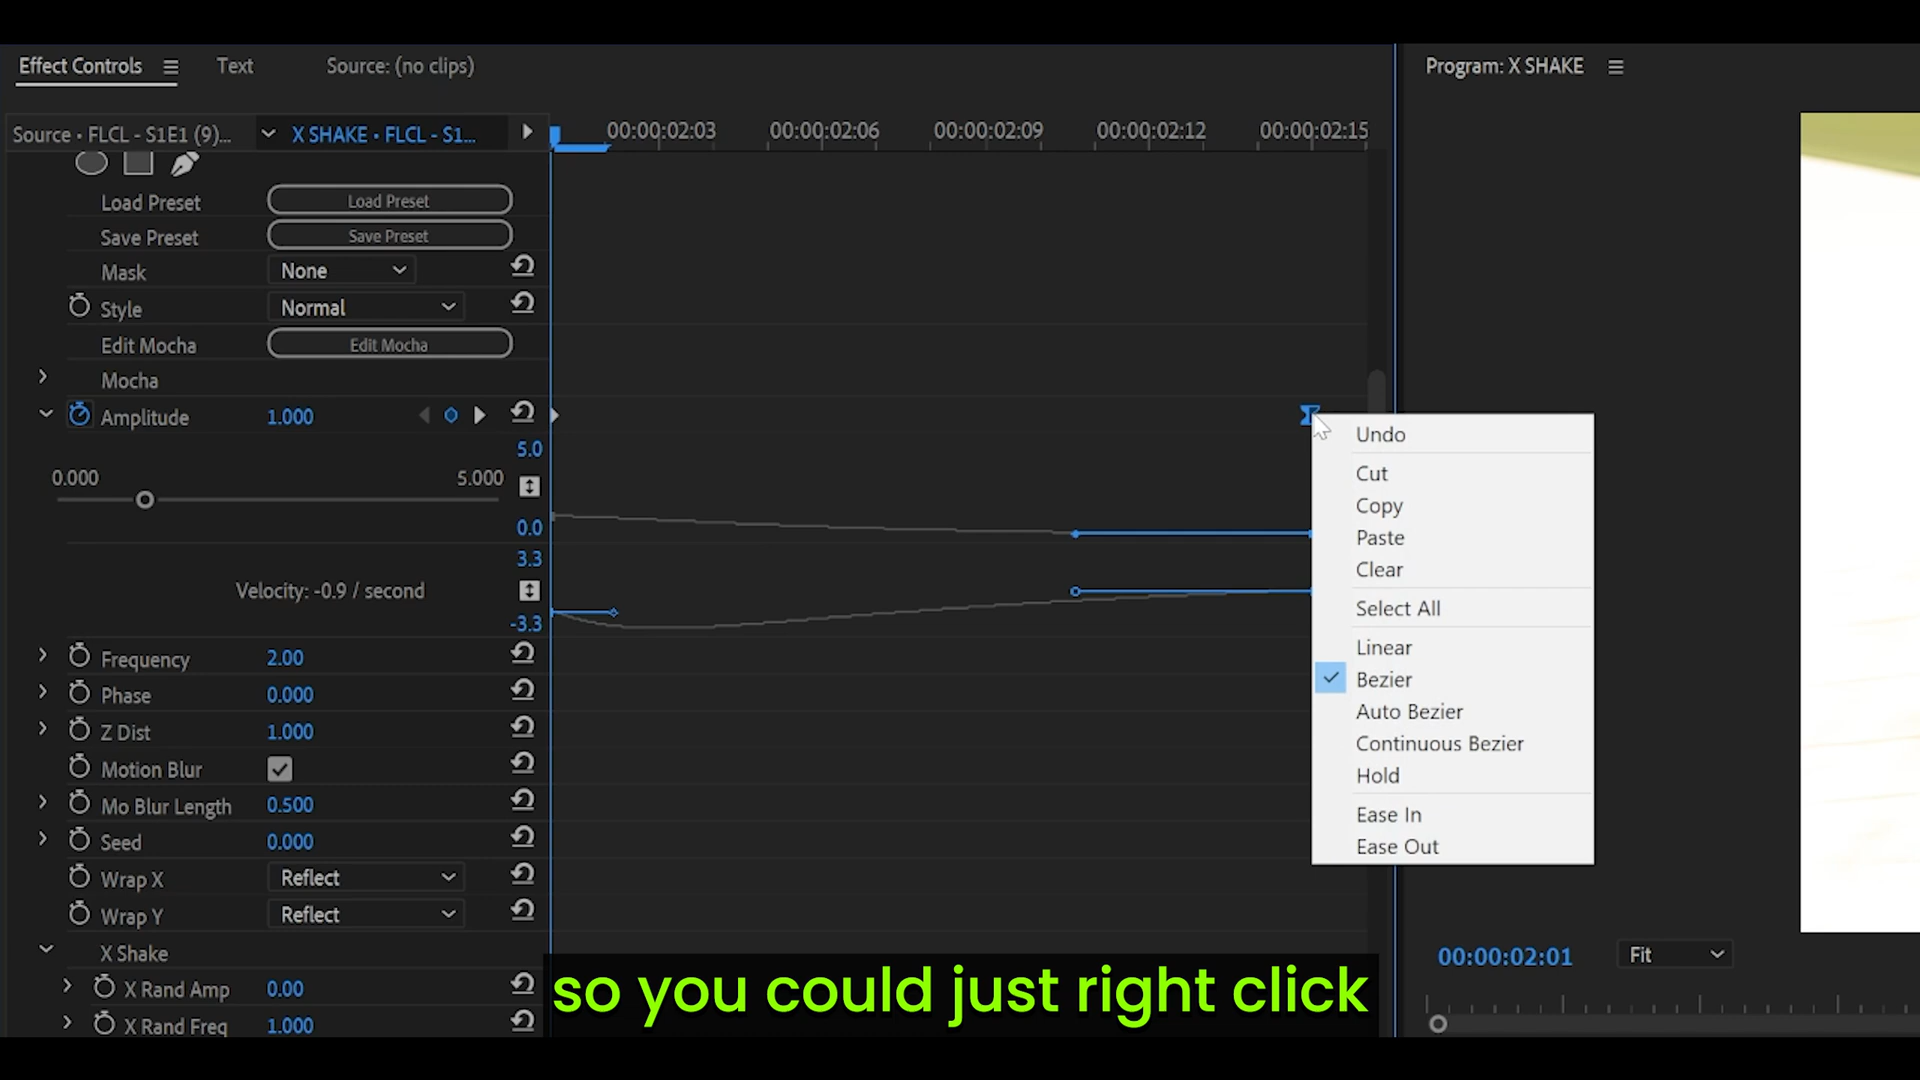 Effect Controls
Text
Source: (no clips)
Program: X SHAKE
Source • FLCL - S1E1 (9)...
X SHAKE • FLCL - S1...
00:00:02:03
00:00:02:06
00:00:02:09
00:00:02:12
00:00:02:15
Load Preset
Load Preset
Save Preset
Save Preset
Mask
None
Style
Normal
Edit Mocha
Edit Mocha
Mocha
Amplitude
1.000
5.0
0.000
5.000
0.0
3.3
Velocity: -0.9 / second
-3.3
Frequency
2.00
Phase
0.000
Z Dist
1.000
Motion Blur
Mo Blur Length
0.500
Seed
0.000
Wrap X
Reflect
Wrap Y
Reflect
X Shake
X Rand Amp
0.00
X Rand Freq
1.000
Undo
Cut
Copy
Paste
Clear
Select All
Linear
Bezier
Auto Bezier
Continuous Bezier
Hold
Ease In
Ease Out
00:00:02:01
Fit
so you could just right click